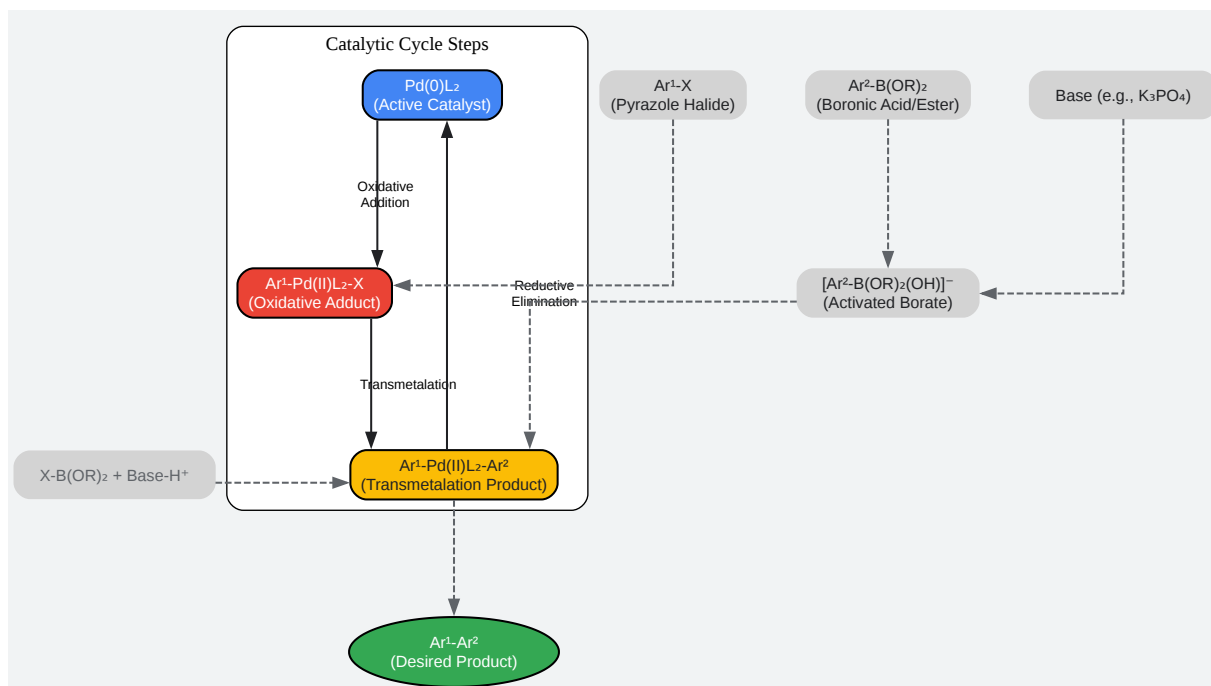 Catalytic Cycle Steps
Pd(0)L₂
(Active Catalyst)
Ar¹-X
(Pyrazole Halide)
Ar²-B(OR)₂
(Boronic Acid/Ester)
Base (e.g., K₃PO₄)
Oxidative
Addition
Ar¹-Pd(II)L₂-X
(Oxidative Adduct)
Reductive
Elimination
[Ar²-B(OR)₂(OH)]⁻
(Activated Borate)
Transmetalation
X-B(OR)₂ + Base-H⁺
Ar¹-Pd(II)L₂-Ar²
(Transmetalation Product)
Ar¹-Ar²
(Desired Product)